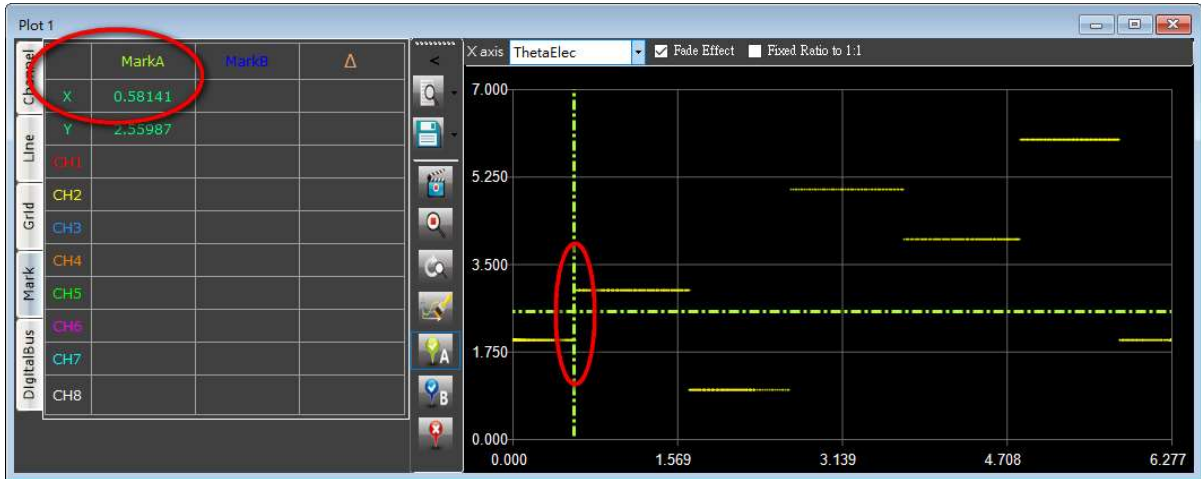 Plot 1
Channel
Line
Grid
Mark
DigitalBus
MarkA MarkB Δ
X 0.58141
Y 2.55987
CH1
CH2
CH3
CH4
CH5
CH6
CH7
CH8
<
A
B
X axis ThetaElec Fade Effect Fixed Ratio to 1:1
7.000
5.250
3.500
1.750
0.000
0.000 1.569 3.139 4.708 6.277